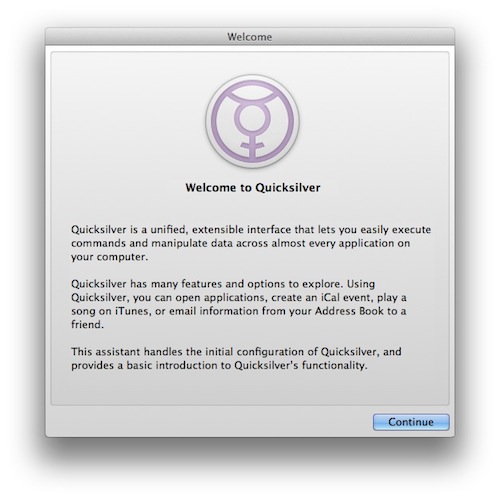 Welcome
Welcome to Quicksilver
Quicksilver is a unified, extensible interface that lets you easily execute
commands and manipulate data across almost every application on
your computer.
Quicksilver has many features and options to explore. Using
Quicksilver, you can open applications, create an iCal event, play a
song on iTunes, or email information from your Address Book to a
friend.
This assistant handles the initial configuration of Quicksilver, and
provides a basic introduction to Quicksilver's functionality.
Continue